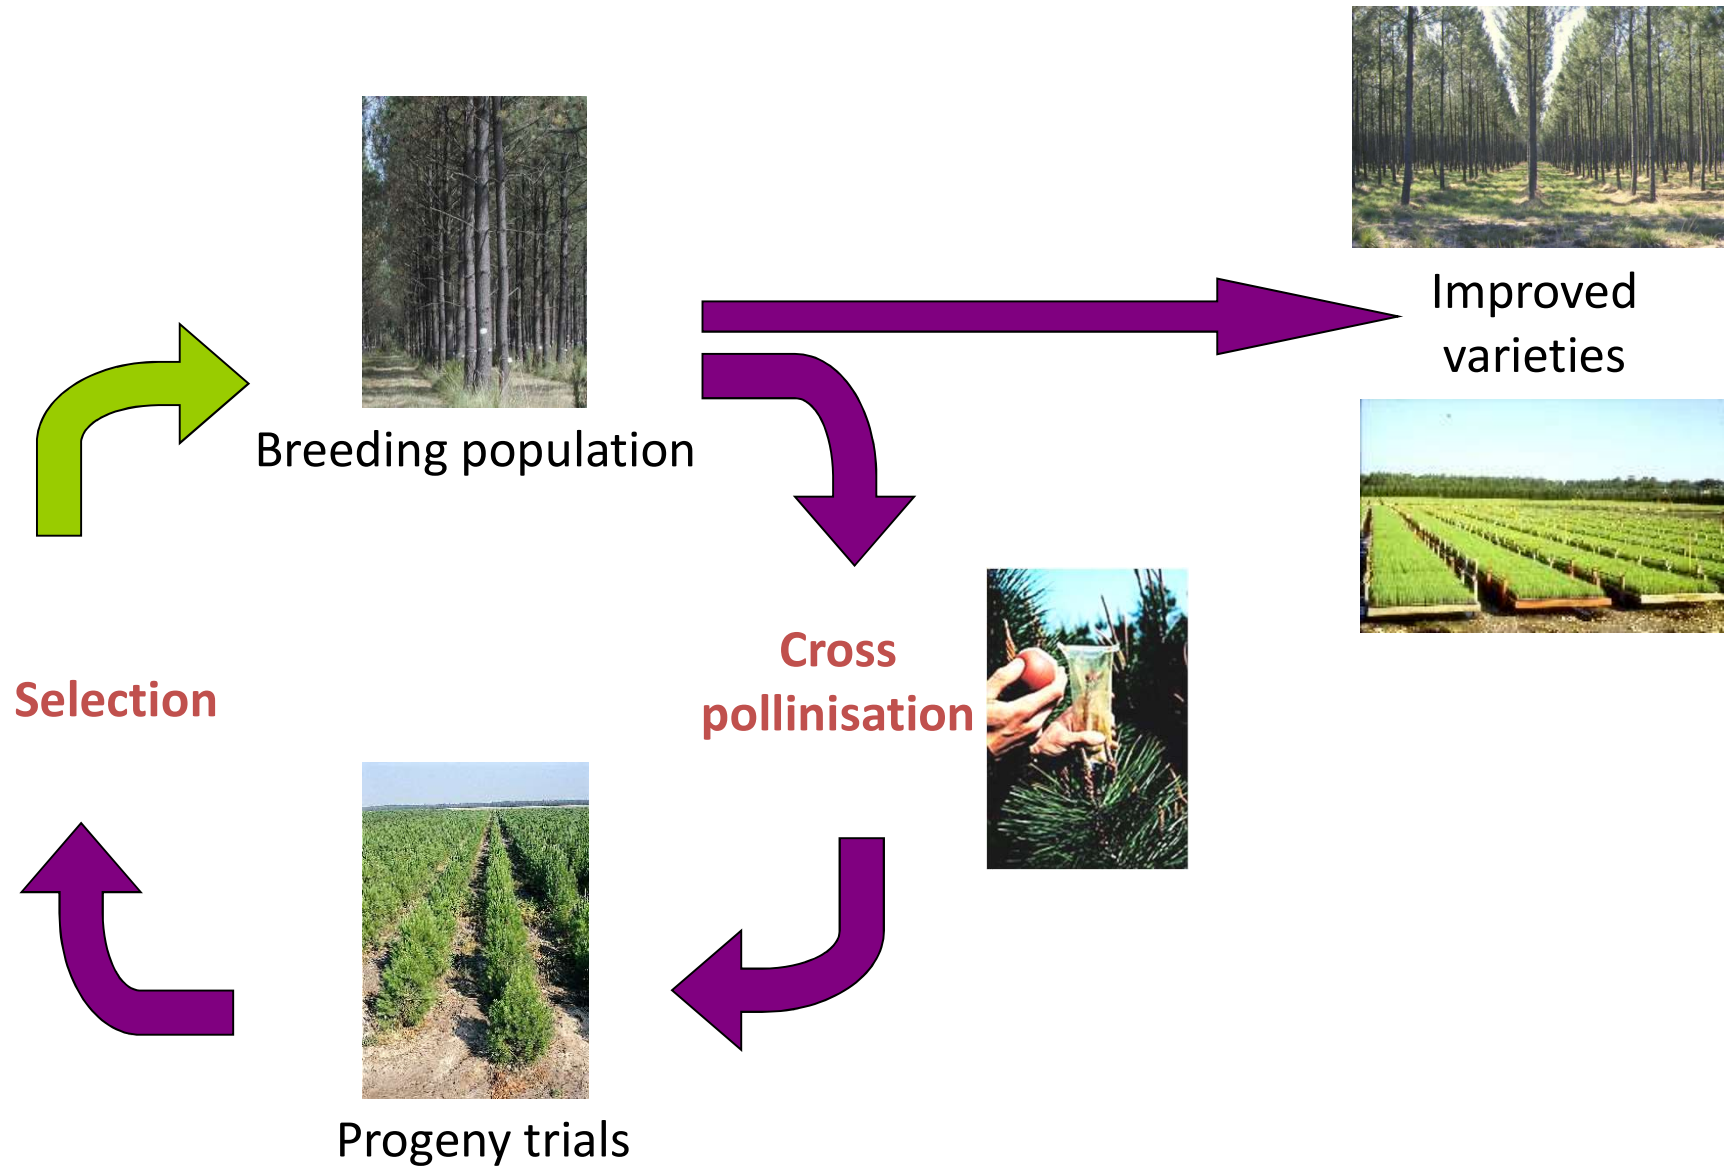 Improved
varieties
Breeding population
Cross
pollinisation
Selection
Progeny trials